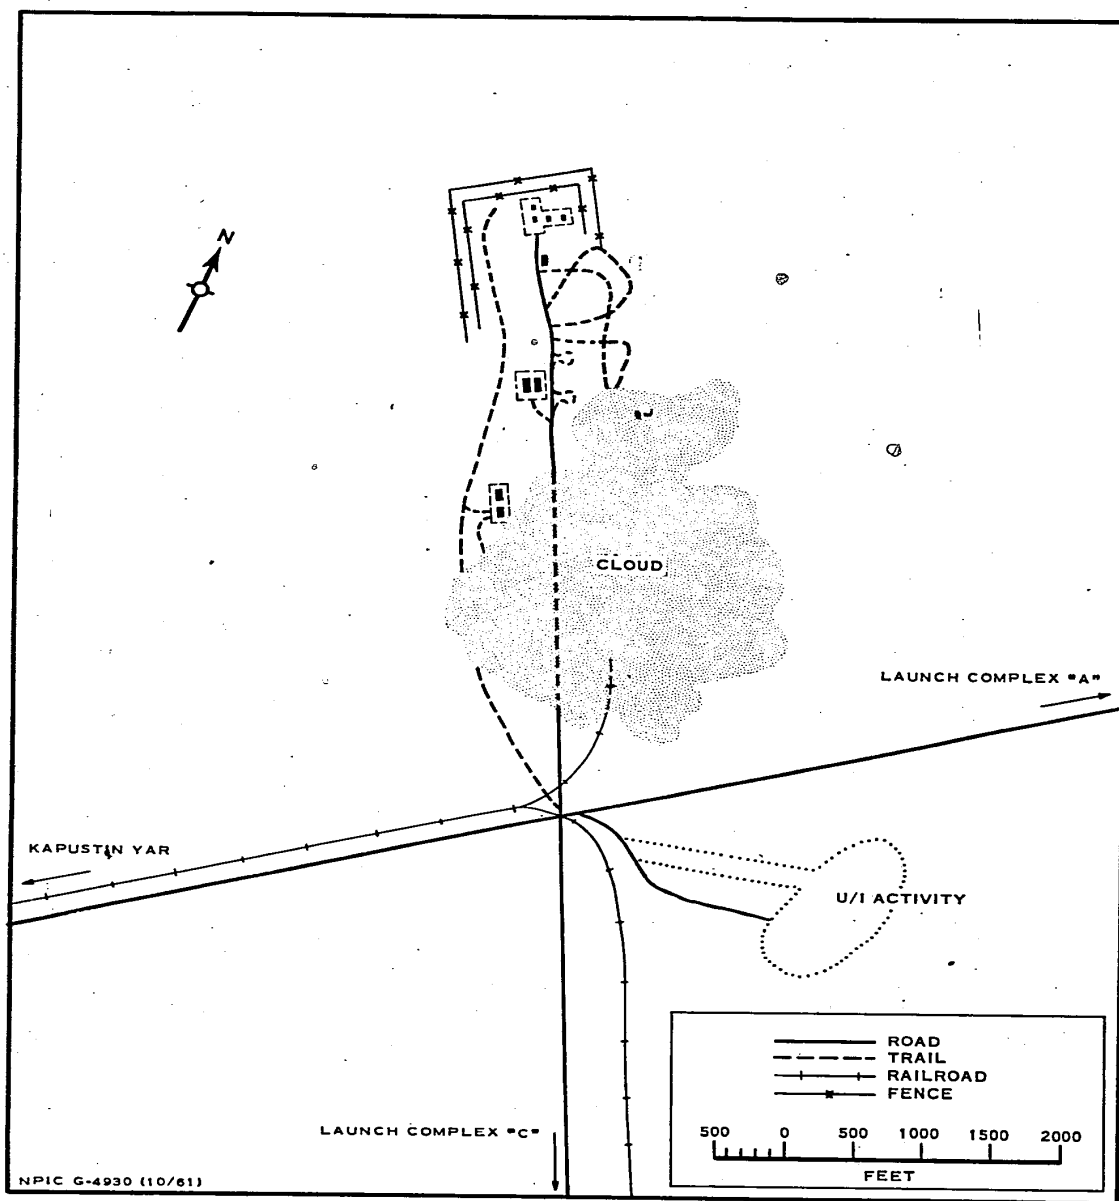 N
CLOUD
LAUNCH COMPLEX "A"
KAPUSTIN YAR
U/I ACTIVITY
ROAD
TRAIL
RAILROAD
FENCE
500 0 500 1000 1500 2000
FEET
LAUNCH COMPLEX "C"
NPIC G-4930 (10/61)